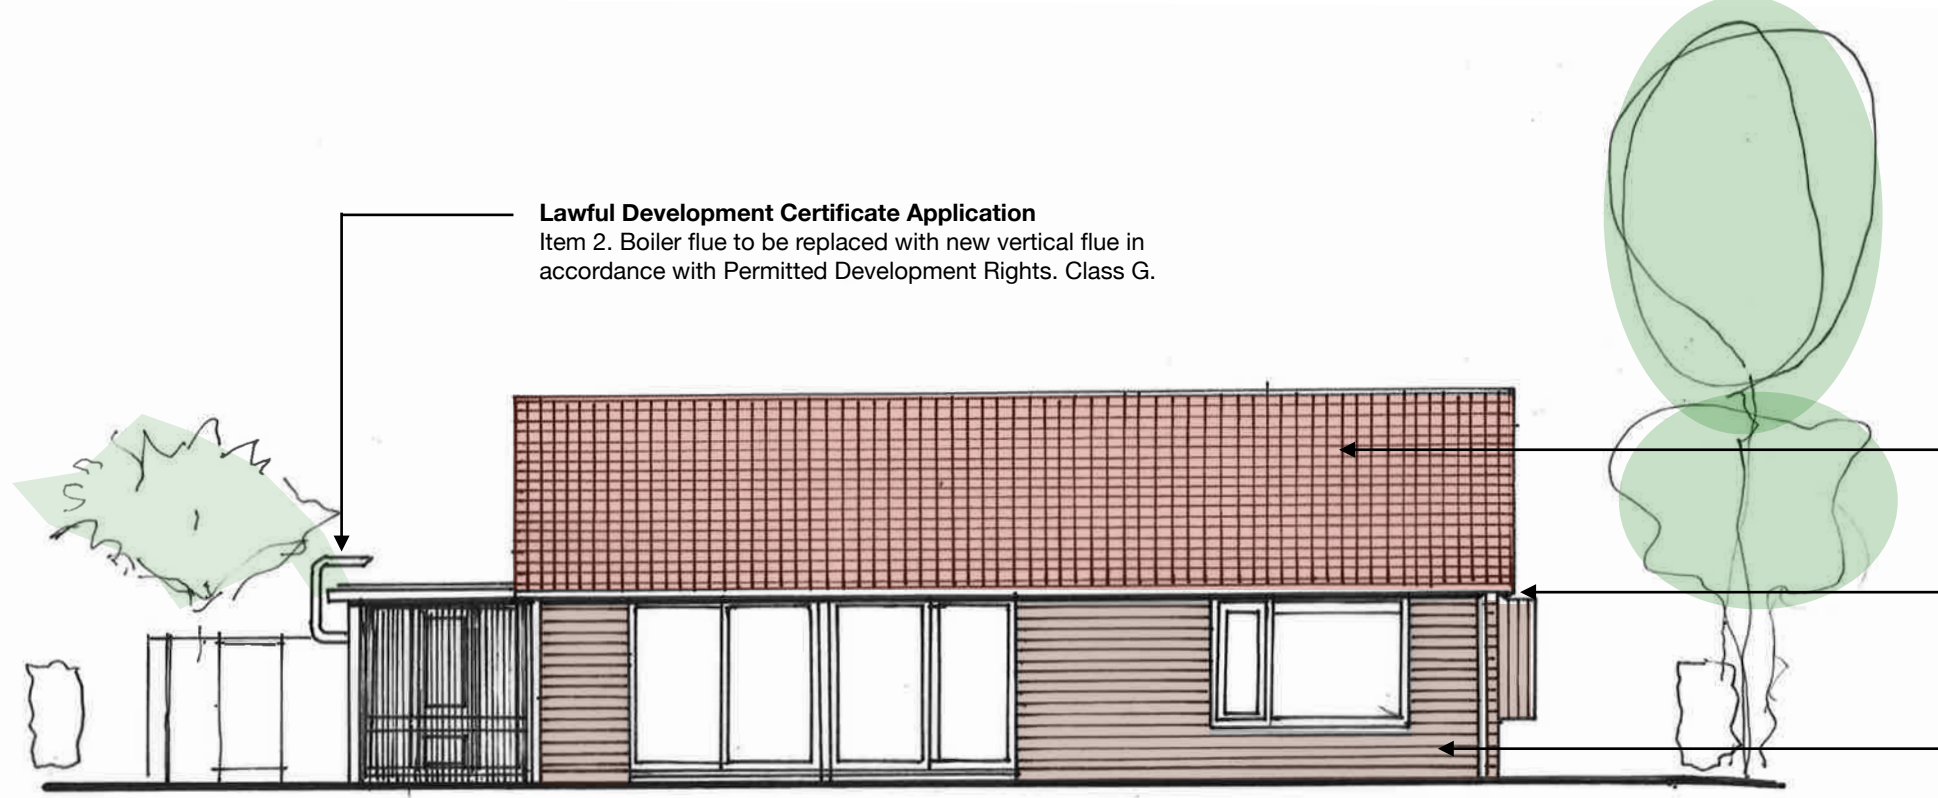 Lawful Development Certificate Application
Item 2. Boiler flue to be replaced with new vertical flue in
accordance with Permitted Development Rights. Class G.